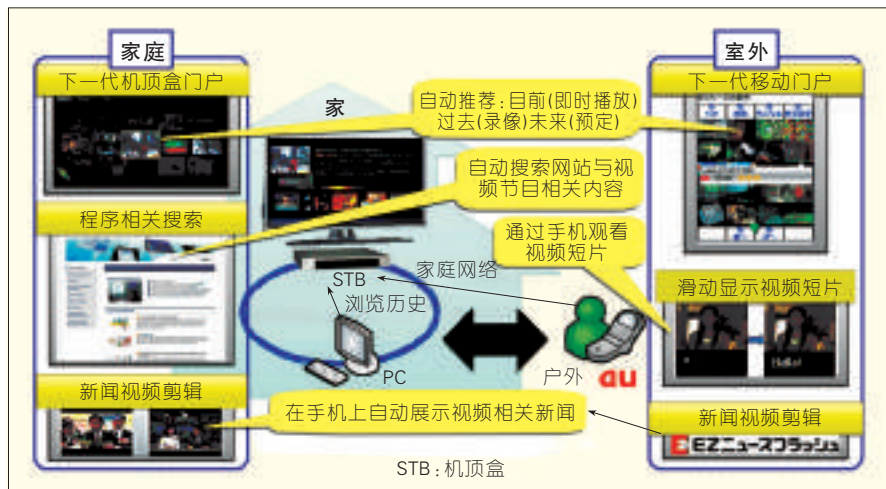 家庭
下一代机顶盒门户
程序相关搜索
新闻视频剪辑
家
自动推荐:目前(即时播放)
过去(录像)未来(预定)
自动搜索网站与视
频节目相关内容
通过手机观看
视频短片
家庭网络
STB
浏览历史
PC
户外
au
在手机上自动展示视频相关新闻
STB:机顶盒
室外
下一代移动门户
滑动显示视频短片
Hello!
新闻视频剪辑
EZニュースフラッシュ